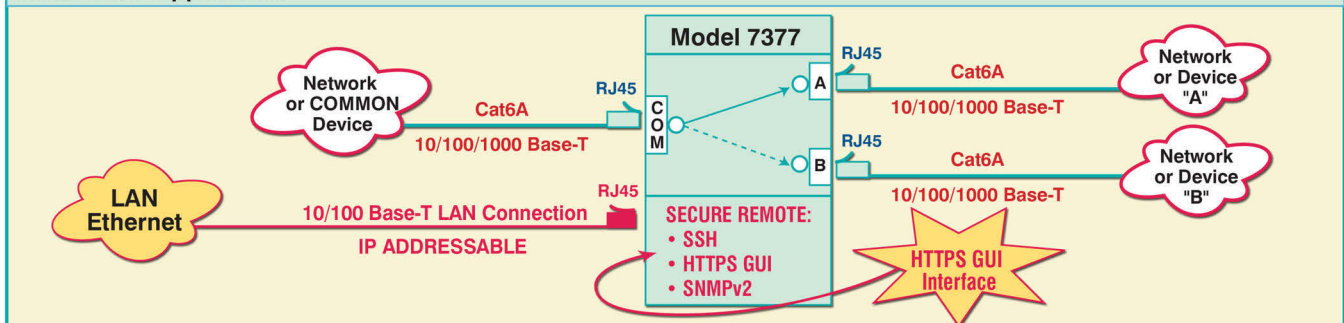 Model 7377
Network
or COMMON
Device
RJ45
Cat6A
10/100/1000 Base-T
COM
A
B
RJ45
Cat6A
10/100/1000 Base-T
Network
or Device
"A"
RJ45
Cat6A
10/100/1000 Base-T
Network
or Device
"B"
LAN
Ethernet
RJ45
10/100 Base-T LAN Connection
IP ADDRESSABLE
SECURE REMOTE:
• SSH
• HTTPS GUI
• SNMPv2
HTTPS GUI
Interface